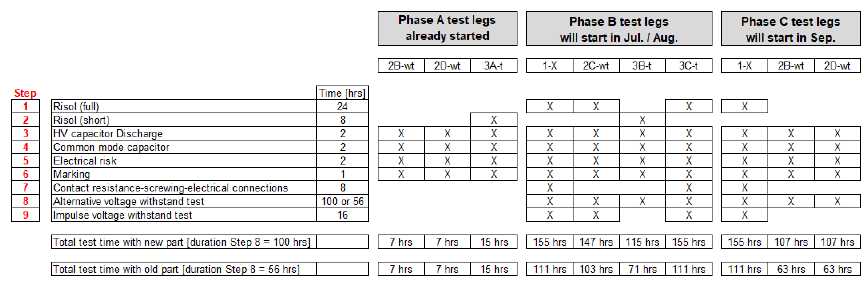 Phase A test legs already started Phase B test legs will start in Jul. / Aug. Phase C test legs will start in Sep.
2B-wt 2D-wt 3A-t 1-X 2C-wt 3B-t 3C-t 1-X 2B-wt 2D-wt
Step Time [hrs]
1 Risol (full) 24 X X X X
2 Risol (short) 8 X X
3 HV capacitor Discharge 2 X X X X X X X X X X
4 Common mode capacitor 2 X X X X X X X X X X
5 Electrical risk 2 X X X X X X X X X X
6 Marking 1 X X X X X X X X X X
7 Contact resistance-screwing-electrical connections 8 X X X
8 Alternative voltage withstand test 100 or 56 X X X X X X X
9 Impulse voltage withstand test 16 X X X X
Total test time with new part [duration Step 8 = 100 hrs] 7 hrs 7 hrs 15 hrs 155 hrs 147 hrs 115 hrs 155 hrs 155 hrs 107 hrs 107 hrs
Total test time with old part [duration Step 8 = 56 hrs] 7 hrs 7 hrs 15 hrs 111 hrs 103 hrs 71 hrs 111 hrs 111 hrs 63 hrs 63 hrs